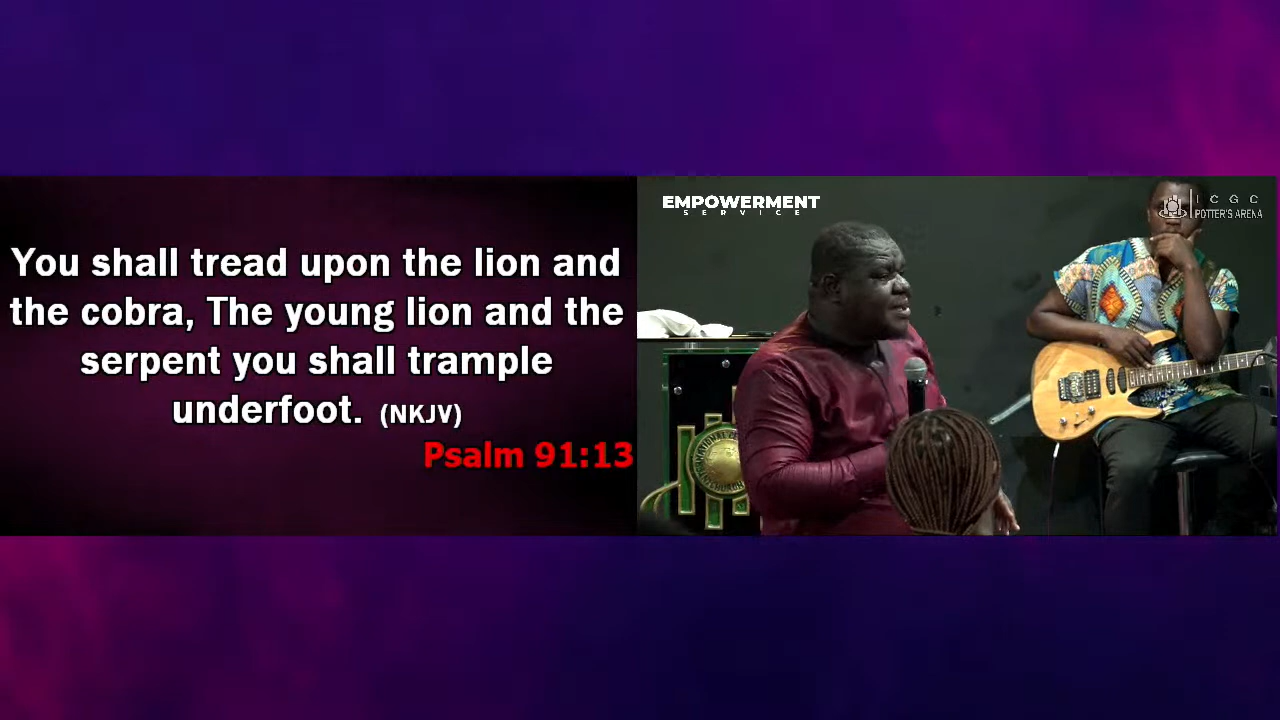 You shall tread upon the lion and
the cobra, The young lion and the
serpent you shall trample
underfoot. (NKJV)
Psalm 91:13
EMPOWERMENT
SERVICE
ICGC
POTTER'S ARENA